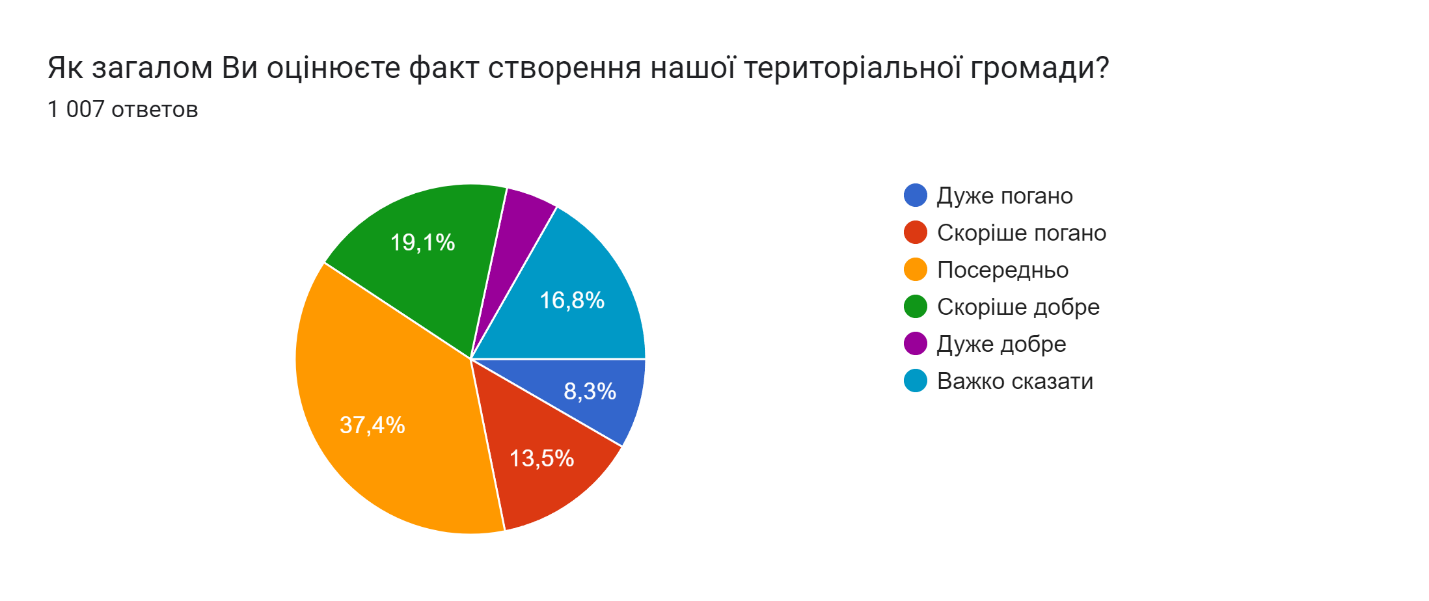 Як загалом Ви оцінюєте факт створення нашої територіальної громади?
1 007 ответов
19,1%
16,8%
8,3%
37,4%
13,5%
Дуже погано
Скоріше погано
Посередньо
Скоріше добре
Дуже добре
Важко сказати